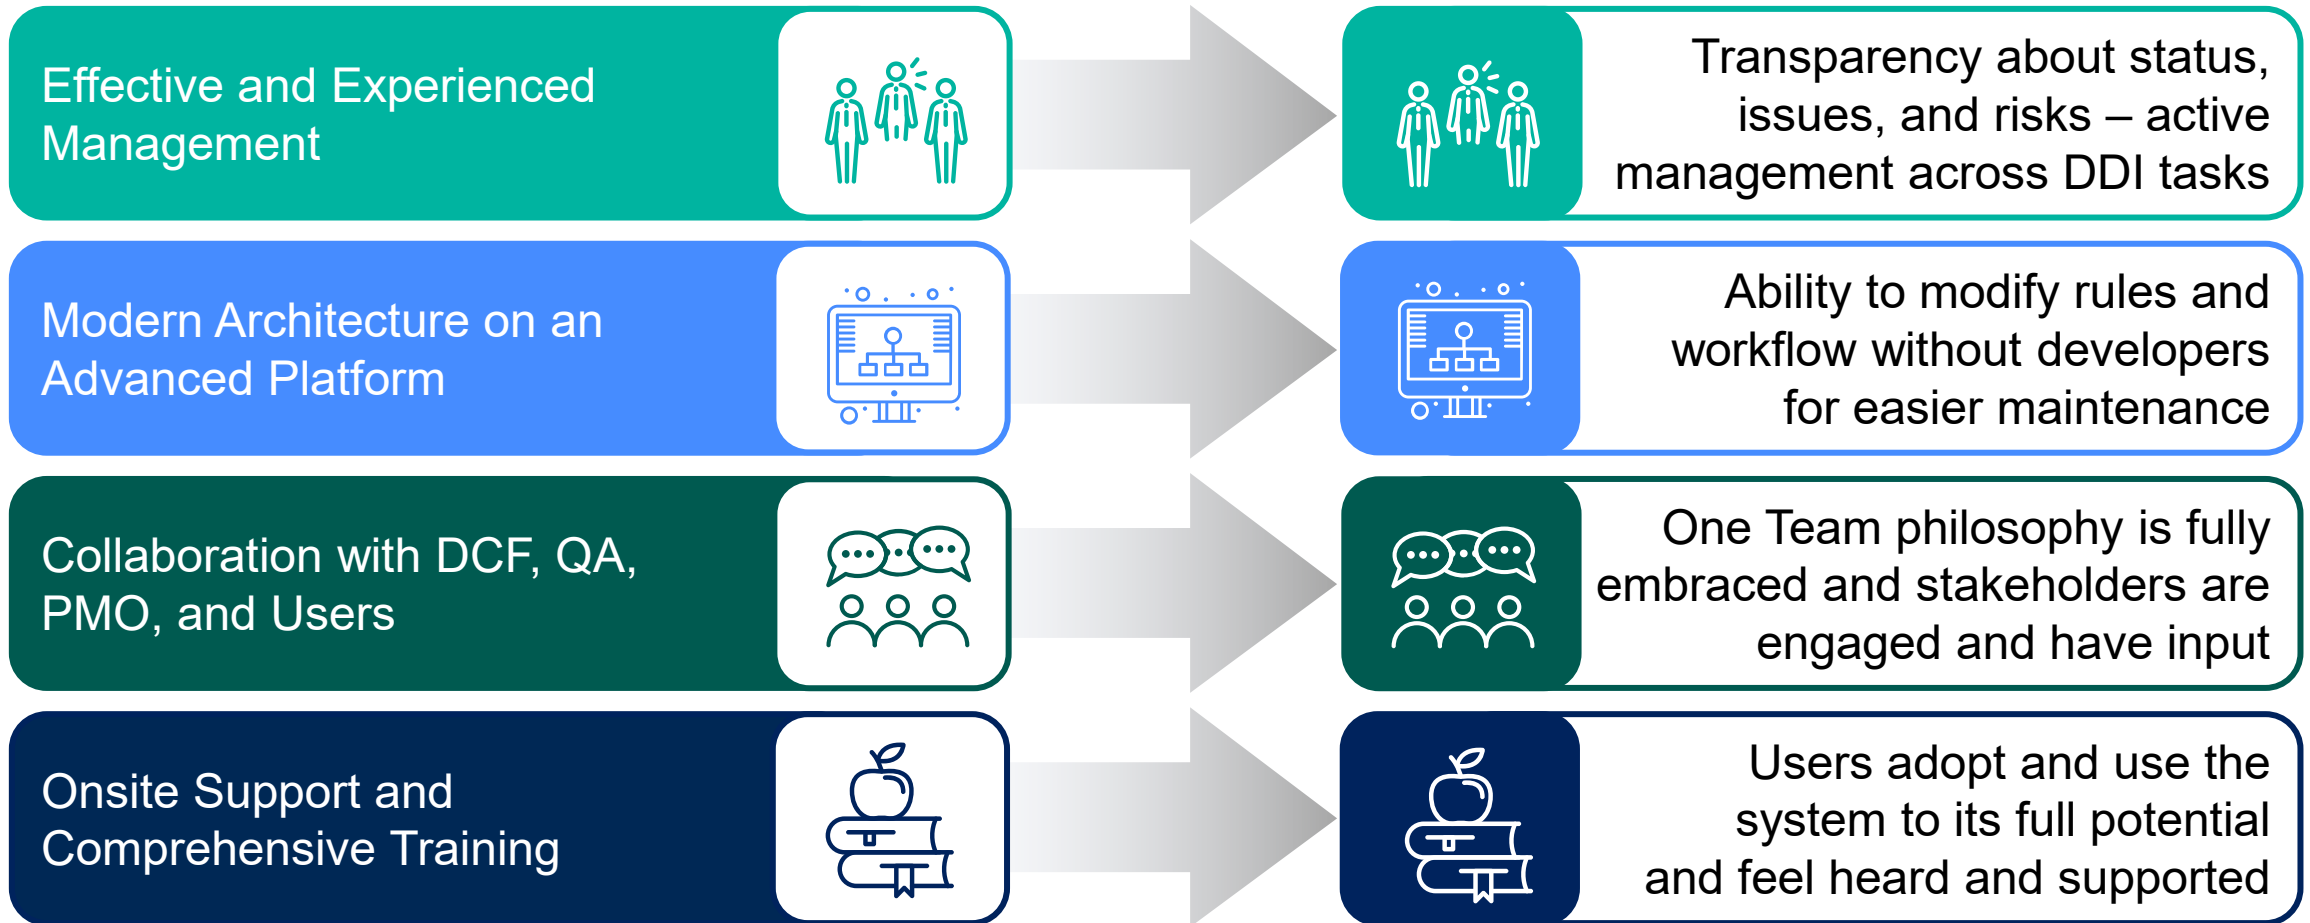 Effective and Experienced
Management
Transparency about status,
issues, and risks – active
management across DDI tasks
Modern Architecture on an
Advanced Platform
Ability to modify rules and
workflow without developers
for easier maintenance
Collaboration with DCF, QA,
PMO, and Users
One Team philosophy is fully
embraced and stakeholders are
engaged and have input
Onsite Support and
Comprehensive Training
Users adopt and use the
system to its full potential
and feel heard and supported